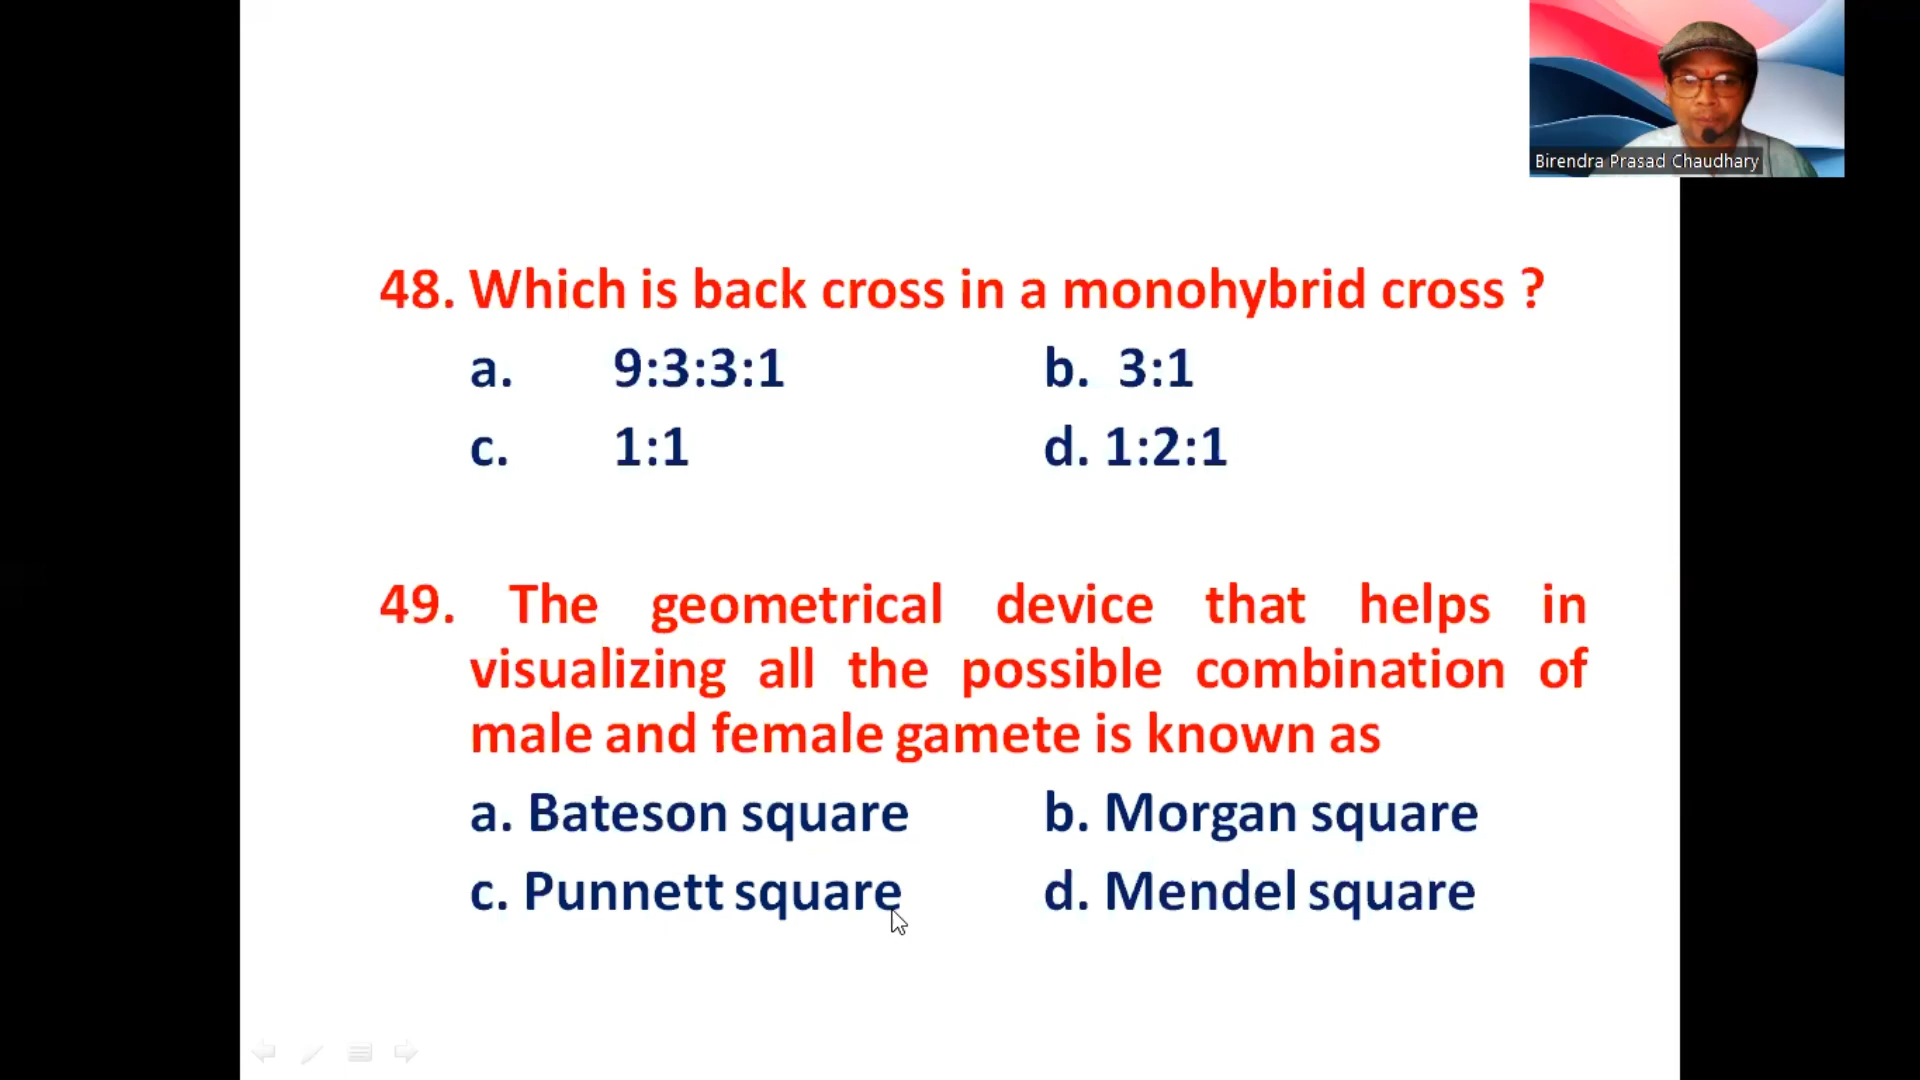 Birendra Prasad Chaudhary
48. Which is back cross in a monohybrid cross ?
a. 9:3:3:1 b. 3:1
c. 1:1 d. 1:2:1
49. The geometrical device that helps in
visualizing all the possible combination of
male and female gamete is known as
a. Bateson square b. Morgan square
c. Punnett square d. Mendel square